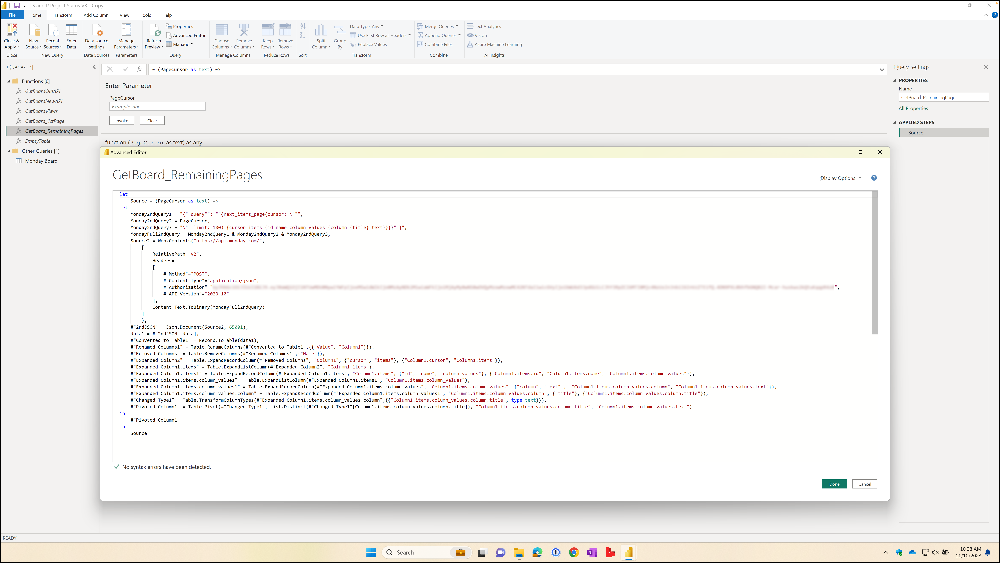 S and P Project Status V3 - Copy
File Home Transform Add Column View Tools Help
Close & Apply
New Source
Recent Sources
Enter Data
Data source settings
Manage Parameters
Refresh Preview
Properties
Advanced Editor
Manage
Choose Columns
Remove Columns
Keep Rows
Remove Rows
Split Column
Group By
Data Type: Any
Use First Row as Headers
Replace Values
Merge Queries
Append Queries
Combine Files
Text Analytics
Vision
Azure Machine Learning
Close New Query Data Sources Parameters Query Manage Columns Reduce Rows Sort Transform Combine AI Insights
Queries [7]
Functions [6]
GetBoardOldAPI
GetBoardNewAPI
GetBoardViews
GetBoard_1stPage
GetBoard_RemainingPages
EmptyTable
Other Queries [1]
Monday Board
fx
= (PageCursor as text) =>
Enter Parameter
PageCursor
Example: abc
Invoke Clear
function (PageCursor as text) as any
Query Settings
PROPERTIES
Name
GetBoard_RemainingPages
All Properties
APPLIED STEPS
Source
Advanced Editor
GetBoard_RemainingPages
Display Options
let
Source = (PageCursor as text) =>
let
Monday2ndQuery1 = "{""query"": ""{next_items_page(cursor: \""",
Monday2ndQuery2 = PageCursor,
Monday2ndQuery3 = "\"" limit: 100) {cursor items {id name column_values {column {title} text}}}}""}",
MondayFull2ndQuery = Monday2ndQuery1 & Monday2ndQuery2 & Monday2ndQuery3,
Source2 = Web.Contents("https://api.monday.com/",
[
RelativePath="v2",
Headers=
[
#"Method"="POST",
#"Content-Type"="application/json",
#"Authorization"=" ",
#"API-Version"="2023-10"
],
Content=Text.ToBinary(MondayFull2ndQuery)
]
),
#"2ndJSON" = Json.Document(Source2, 65001),
data1 = #"2ndJSON"[data],
#"Converted to Table1" = Record.ToTable(data1),
#"Renamed Columns1" = Table.RenameColumns(#"Converted to Table1",{{"Value", "Column1"}}),
#"Removed Columns" = Table.RemoveColumns(#"Renamed Columns1",{"Name"}),
#"Expanded Column2" = Table.ExpandRecordColumn(#"Removed Columns", "Column1", {"cursor", "items"}, {"Column1.cursor", "Column1.items"}),
#"Expanded Column1.items" = Table.ExpandListColumn(#"Expanded Column2", "Column1.items"),
#"Expanded Column1.items1" = Table.ExpandRecordColumn(#"Expanded Column1.items", "Column1.items", {"id", "name", "column_values"}, {"Column1.items.id", "Column1.items.name", "Column1.items.column_values"}),
#"Expanded Column1.items.column_values" = Table.ExpandListColumn(#"Expanded Column1.items1", "Column1.items.column_values"),
#"Expanded Column1.items.column_values1" = Table.ExpandRecordColumn(#"Expanded Column1.items.column_values", "Column1.items.column_values", {"column", "text"}, {"Column1.items.column_values.column", "Column1.items.column_values.text"}),
#"Expanded Column1.items.column_values.column" = Table.ExpandRecordColumn(#"Expanded Column1.items.column_values1", "Column1.items.column_values.column", {"title"}, {"Column1.items.column_values.column.title"}),
#"Changed Type1" = Table.TransformColumnTypes(#"Expanded Column1.items.column_values.column",{{"Column1.items.column_values.column.title", type text}}),
#"Pivoted Column1" = Table.Pivot(#"Changed Type1", List.Distinct(#"Changed Type1"[Column1.items.column_values.column.title]), "Column1.items.column_values.column.title", "Column1.items.column_values.text")
in
#"Pivoted Column1"
in
Source
No syntax errors have been detected.
Done Cancel
READY
Search
10:28 AM
11/10/2023